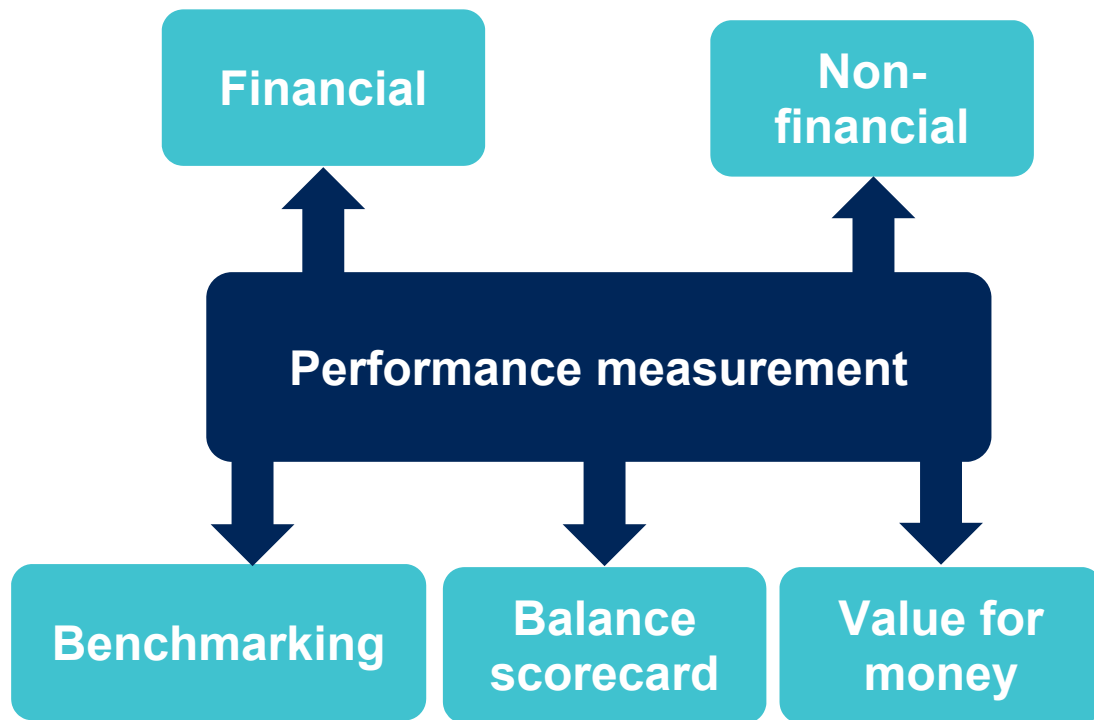 Financial
Non-
financial
Performance measurement
Benchmarking
Balance
scorecard
Value for
money